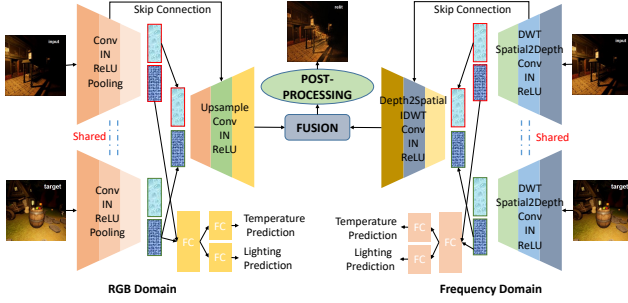 Skip Connection
Skip Connection
input
Conv
IN
ReLU
Pooling
relit
POST-
PROCESSING
Upsample
Conv
IN
ReLU
FUSION
Depth2Spatial
IDWT
Conv
IN
ReLU
DWT
Spatial2Depth
Conv
IN
ReLU
input
Shared
Shared
target
Conv
IN
ReLU
Pooling
FC
FC
FC
Temperature
Prediction
Lighting
Prediction
Temperature
Prediction
Lighting
Prediction
FC
FC
FC
DWT
Spatial2Depth
Conv
IN
ReLU
target
RGB Domain
Frequency Domain